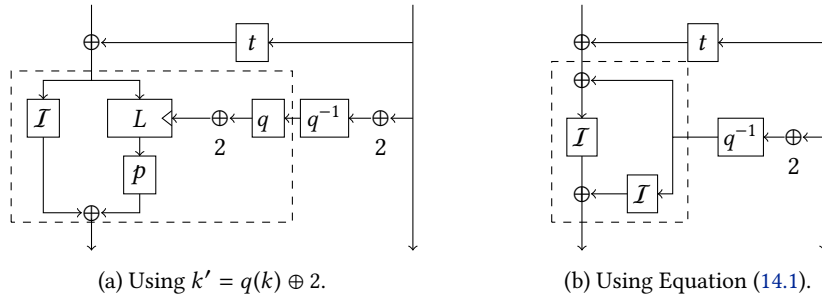 t
I
L
q
q⁻¹
2
2
p
(a) Using k′ = q(k) ⊕ 2.
t
I
q⁻¹
2
I
(b) Using Equation (14.1).